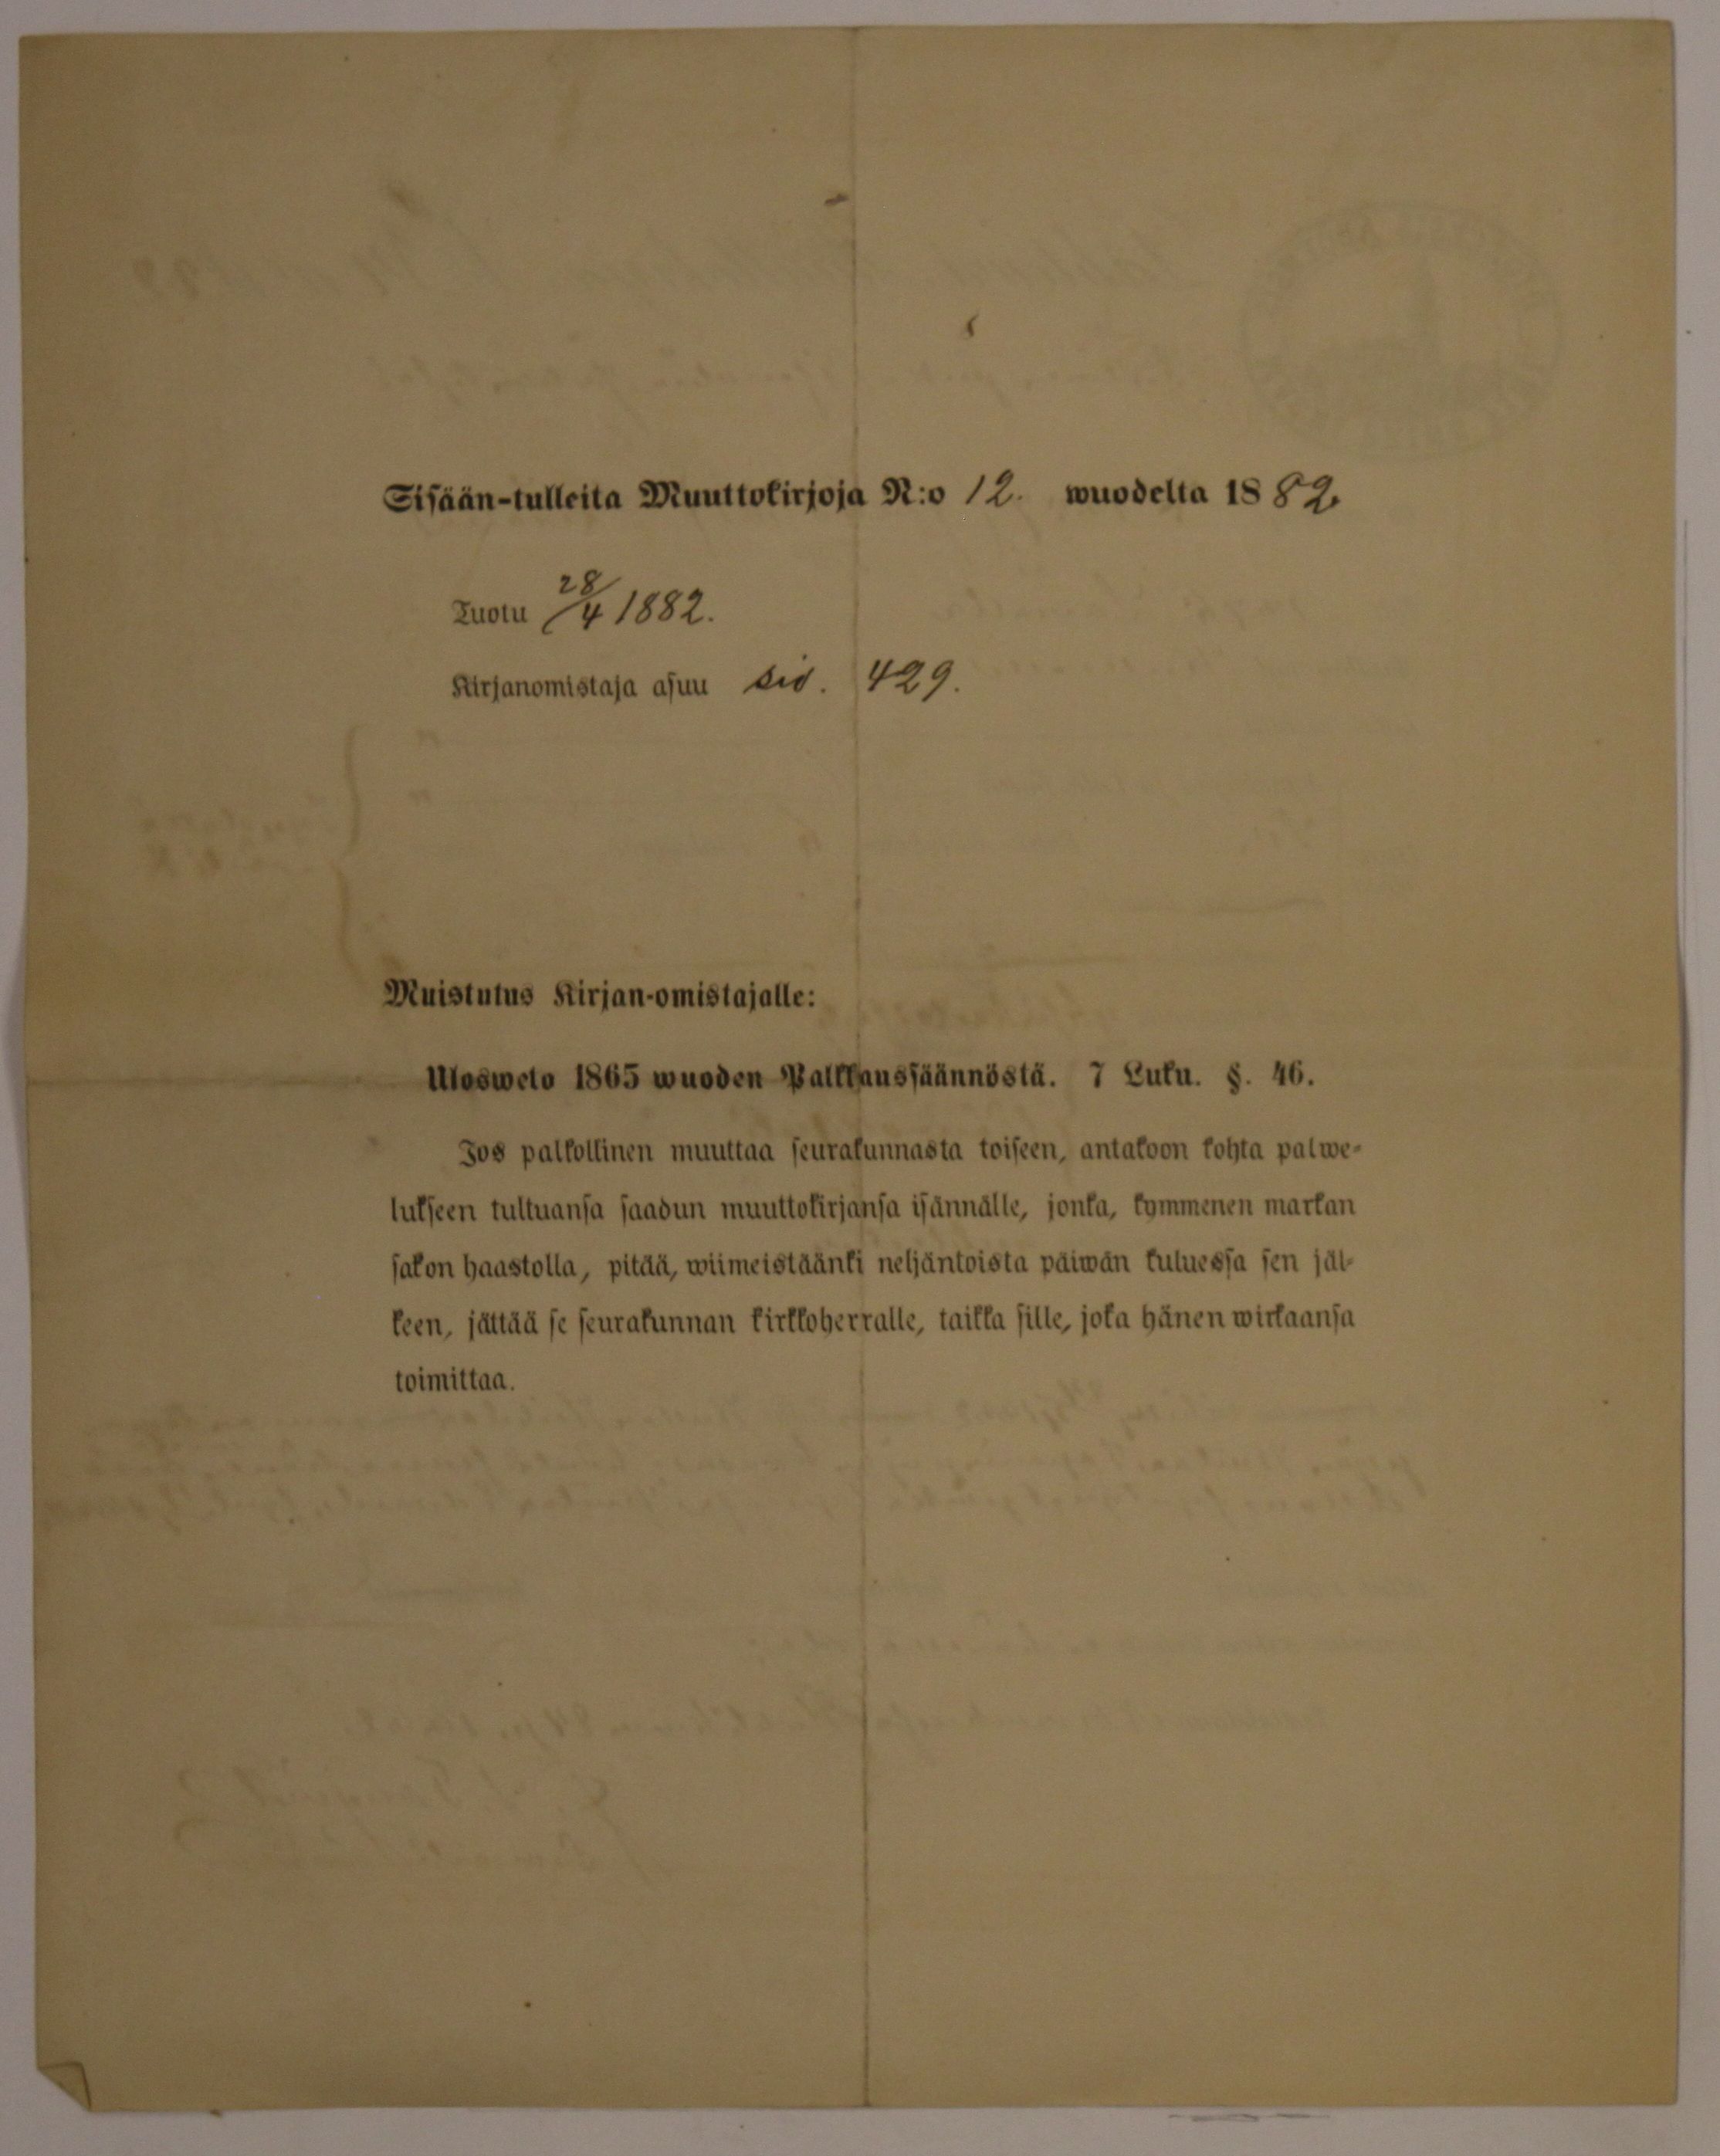 Sisään-tulleita Muuttokirjoja N:o 12. wuodelta 1882.
Tuotu 28/4 1882.
Kirjanomistaja asuu siv. 429.
Muistutus Kirjan-omistajalle:
Ulosweto 1865 wuoden Palkkaussäännöstä. 7 Luku. §. 46.
Jos palkollinen muuttaa seurakunnasta toiseen, antakoon kohta palwe-
lukseen tultuansa saadun muuttokirjansa isännälle, jonka, kymmenen markan
sakon haastolla, pitää, wiimeistäänki neljäntoista päiwän kuluessa sen jäl-
keen, jättää se seurakunnan kirkkoherralle, taikka sille, joka hänen wirkaansa
toimittaa.